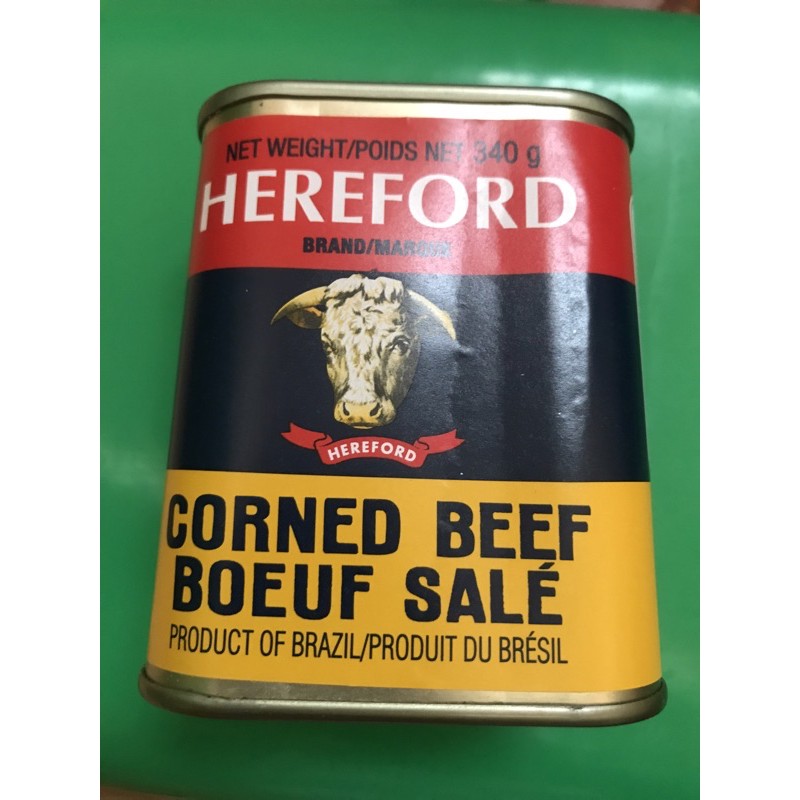 NET WEIGHT/POIDS NET 340 g
HEREFORD
BRAND/MARQUE
HEREFORD
CORNED BEEF
BOEUF SALÉ
PRODUCT OF BRAZIL/PRODUIT DU BRÉSIL